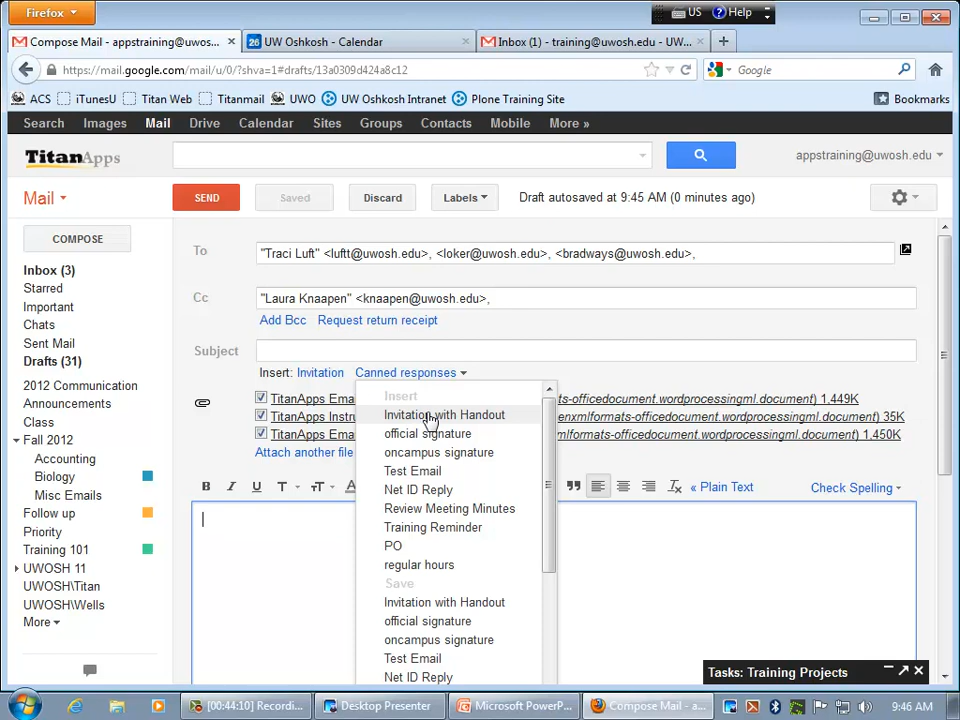 Firefox
US Help
Compose Mail - appstraining@uwos...
26 UW Oshkosh - Calendar
Inbox (1) - training@uwosh.edu - UW...
https://mail.google.com/mail/u/0/?shva=1#drafts/13a0309d424a8c12
Google
ACS iTunesU Titan Web Titanmail UWO UW Oshkosh Intranet Plone Training Site Bookmarks
Search Images Mail Drive Calendar Sites Groups Contacts Mobile More »
TitanApps
appstraining@uwosh.edu
Mail
SEND Saved Discard Labels Draft autosaved at 9:45 AM (0 minutes ago)
COMPOSE
Inbox (3)
Starred
Important
Chats
Sent Mail
Drafts (31)
2012 Communication
Announcements
Class
Fall 2012
Accounting
Biology
Misc Emails
Follow up
Priority
Training 101
UWOSH 11
UWOSH\Titan
UWOSH\Wells
More
To "Traci Luft" <luftt@uwosh.edu>, <loker@uwosh.edu>, <bradways@uwosh.edu>,
Cc "Laura Knaapen" <knaapen@uwosh.edu>,
Add Bcc Request return receipt
Subject
Insert: Invitation Canned responses
TitanApps Ema -officedocument.wordprocessingml.document) 1,449K
TitanApps Instru enxmlformats-officedocument.wordprocessingml.document) 35K
TitanApps Ema mlformats-officedocument.wordprocessingml.document) 1,450K
Attach another file
B I U T TT A « Plain Text Check Spelling
Insert
Invitation with Handout
official signature
oncampus signature
Test Email
Net ID Reply
Review Meeting Minutes
Training Reminder
PO
regular hours
Save
Invitation with Handout
official signature
oncampus signature
Test Email
Net ID Reply
Tasks: Training Projects
[00:44:10] Recordi...
Desktop Presenter
Microsoft PowerP...
Compose Mail - a...
9:46 AM